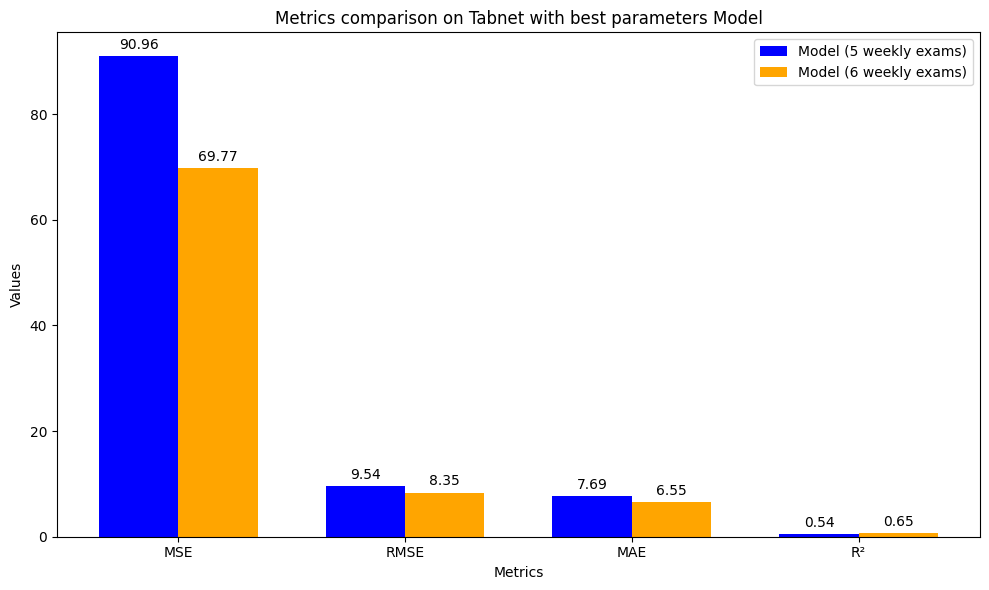 Metrics comparison on Tabnet with best parameters Model
Model (5 weekly exams)
Model (6 weekly exams)
90.96
69.77
9.54
8.35
7.69
6.55
0.54
0.65
Values
80
60
40
20
0
MSE
RMSE
MAE
R²
Metrics